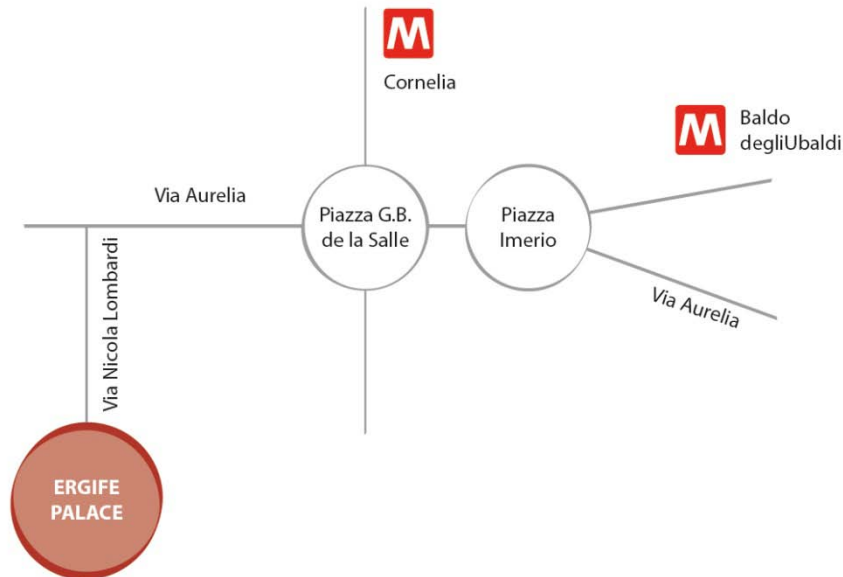 M
Cornelia
M
Baldo
degliUbaldi
Via Aurelia
Piazza G.B.
de la Salle
Piazza
Imerio
Via Nicola Lombardi
Via Aurelia
ERGIFE
PALACE